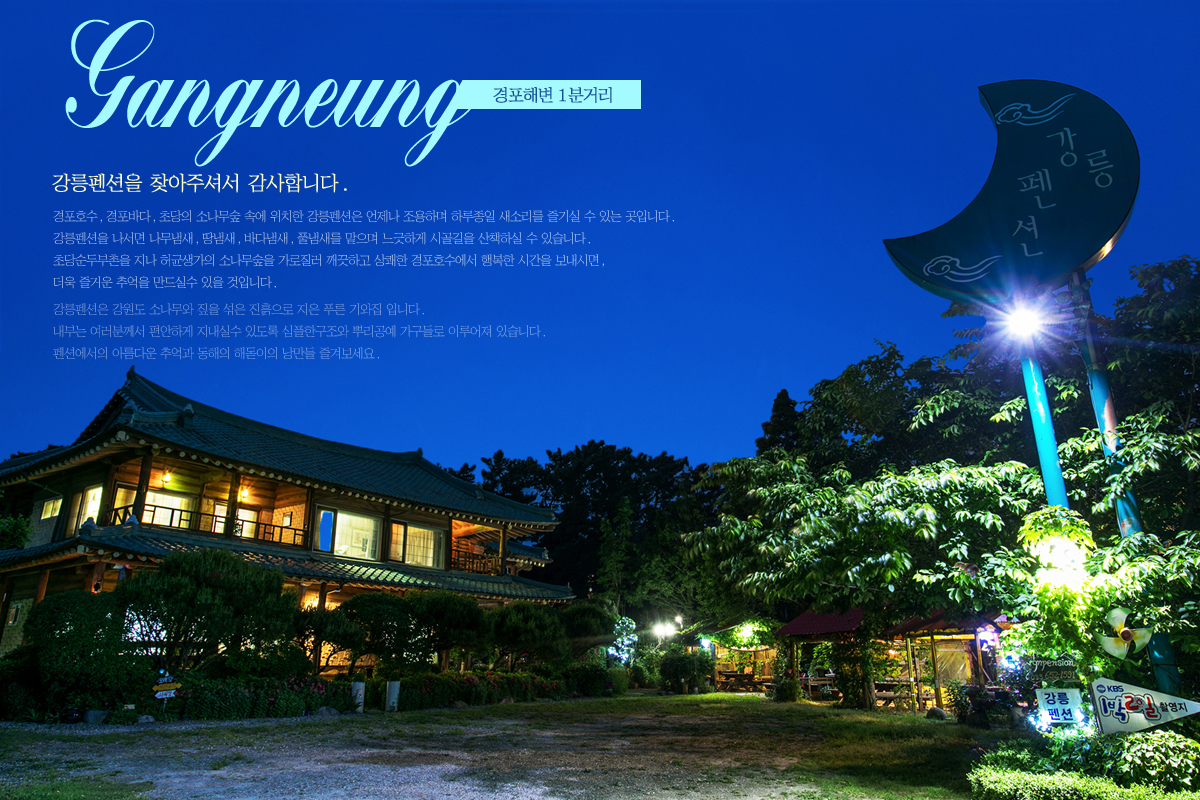 Gangneung
경포해변 1분거리
강릉펜션을 찾아주셔서 감사합니다.
경포호수, 경포바다, 초당의 소나무숲 속에 위치한 강릉펜션은 언제나 조용하며 하루종일 새소리를 즐기실 수 있는 곳입니다.
강릉펜션을 나서면 나무냄새, 땅냄새, 바다냄새, 풀냄새를 맡으며 느긋하게 시골길을 산책하실 수 있습니다.
초당순두부촌을 지나 허균생가의 소나무숲을 가로질러 깨끗하고 상쾌한 경포호수에서 행복한 시간을 보내시면,
더욱 즐거운 추억을 만드실수 있을 것입니다.
강릉펜션은 강원도 소나무와 짚을 섞은 진흙으로 지은 푸른 기와집 입니다.
내부는 여러분께서 편안하게 지내실수 있도록 심플한구조와 뿌리공예 가구들로 이루어져 있습니다.
펜션에서의 아름다운 추억과 동해의 해돋이의 낭만들 즐겨보세요.
강릉
펜션
강릉
펜션
KBS
1박2일 촬영지